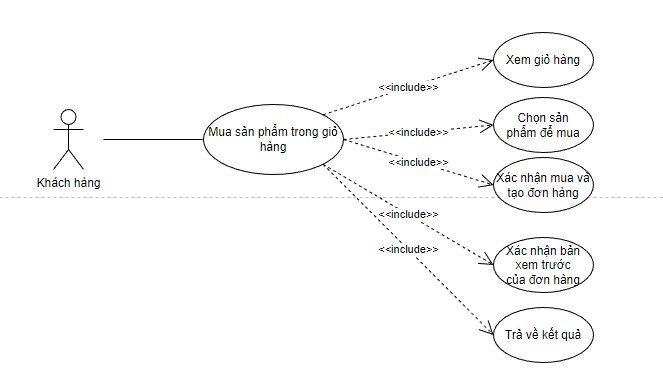 Xem giỏ hàng
<<include>>
Chọn sản
phẩm để mua
<<include>>
Mua sản phẩm trong giỏ
hàng
<<include>>
Khách hàng
Xác nhận mua và
tạo đơn hàng
<<include>>
<<include>>
Xác nhận bản
xem trước
của đơn hàng
Trả về kết quả